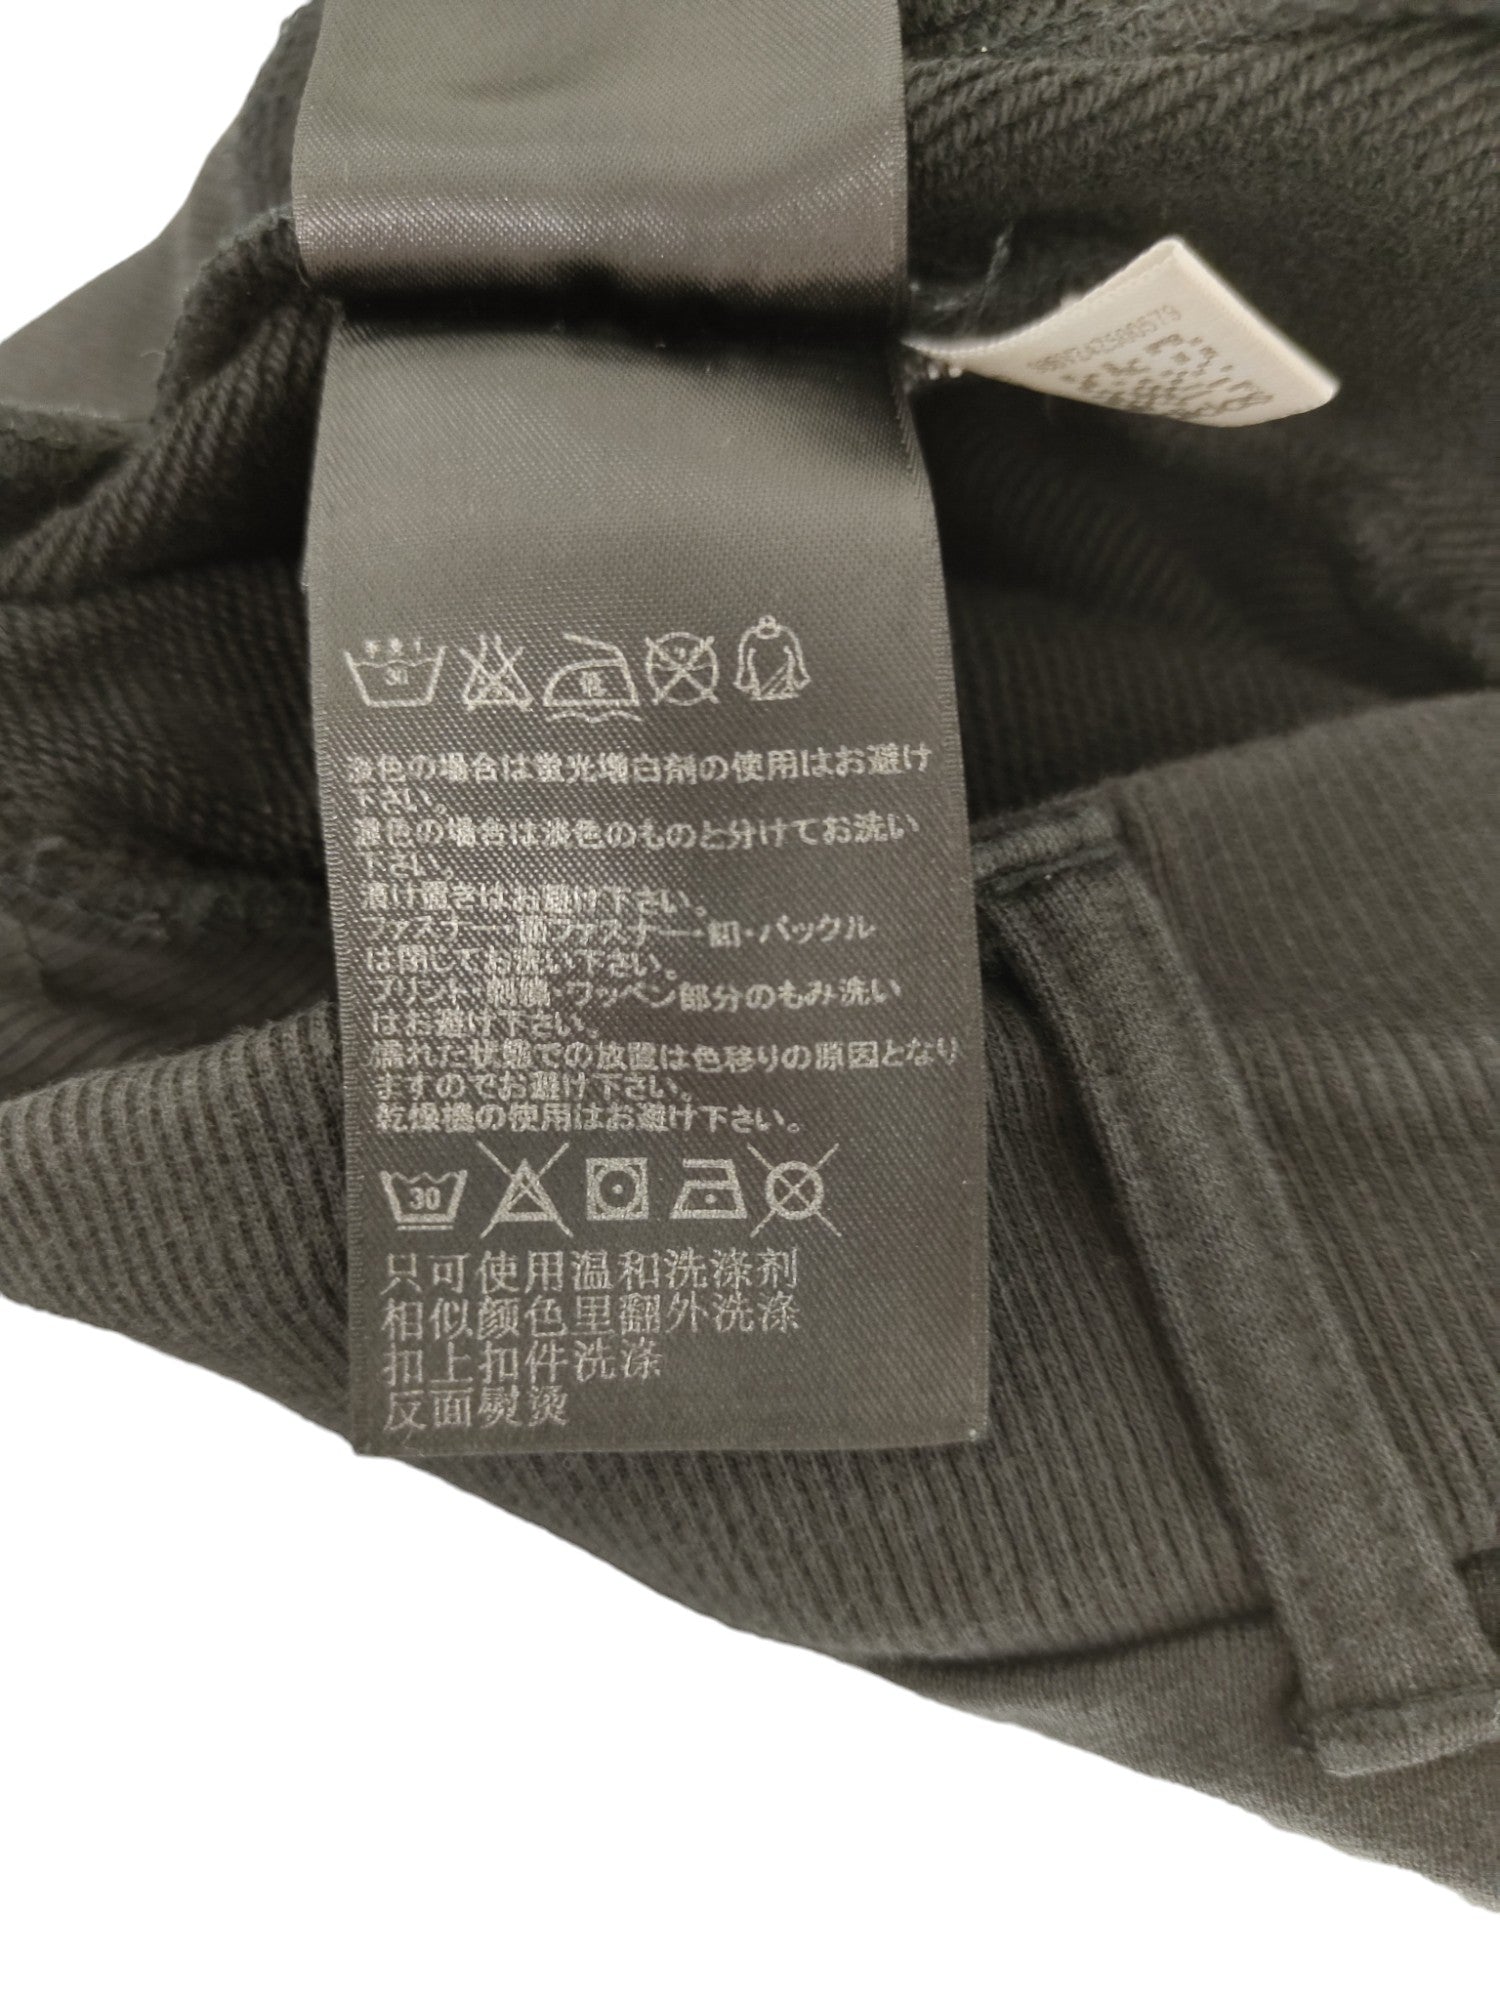 30
淡色の場合は蛍光増白剤の使用はお避け
下さい。
濃色の場合は淡色のものと分けてお洗い
下さい。
漬け置きはお避け下さい。
ファスナー・面ファスナー・釦・バックル
は閉じてお洗い下さい。
プリント・刺繍・ワッペン部分のもみ洗い
はお避け下さい。
濡れた状態での放置は色移りの原因となり
ますのでお避け下さい。
乾燥機の使用はお避け下さい。
30
只可使用温和洗涤剂
相似颜色里翻外洗涤
扣上扣件洗涤
反面熨烫